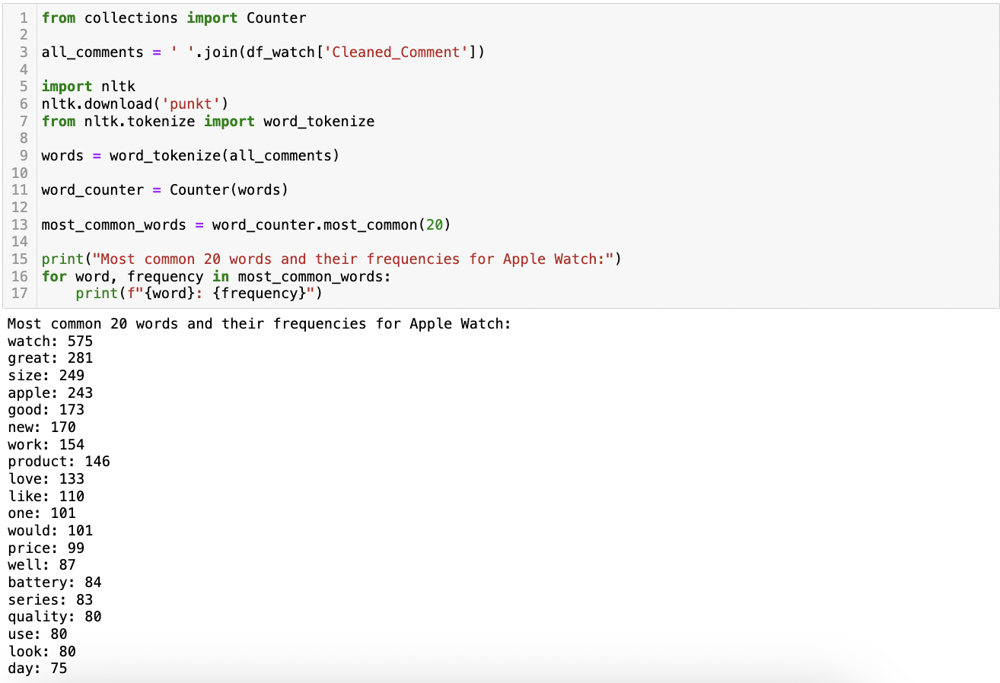 1 from collections import Counter
2
3 all_comments = ' '.join(df_watch['Cleaned_Comment'])
4
5 import nltk
6 nltk.download('punkt')
7 from nltk.tokenize import word_tokenize
8
9 words = word_tokenize(all_comments)
10
11 word_counter = Counter(words)
12
13 most_common_words = word_counter.most_common(20)
14
15 print("Most common 20 words and their frequencies for Apple Watch:")
16 for word, frequency in most_common_words:
17     print(f"{word}: {frequency}")
Most common 20 words and their frequencies for Apple Watch:
watch: 575
great: 281
size: 249
apple: 243
good: 173
new: 170
work: 154
product: 146
love: 133
like: 110
one: 101
would: 101
price: 99
well: 87
battery: 84
series: 83
quality: 80
use: 80
look: 80
day: 75